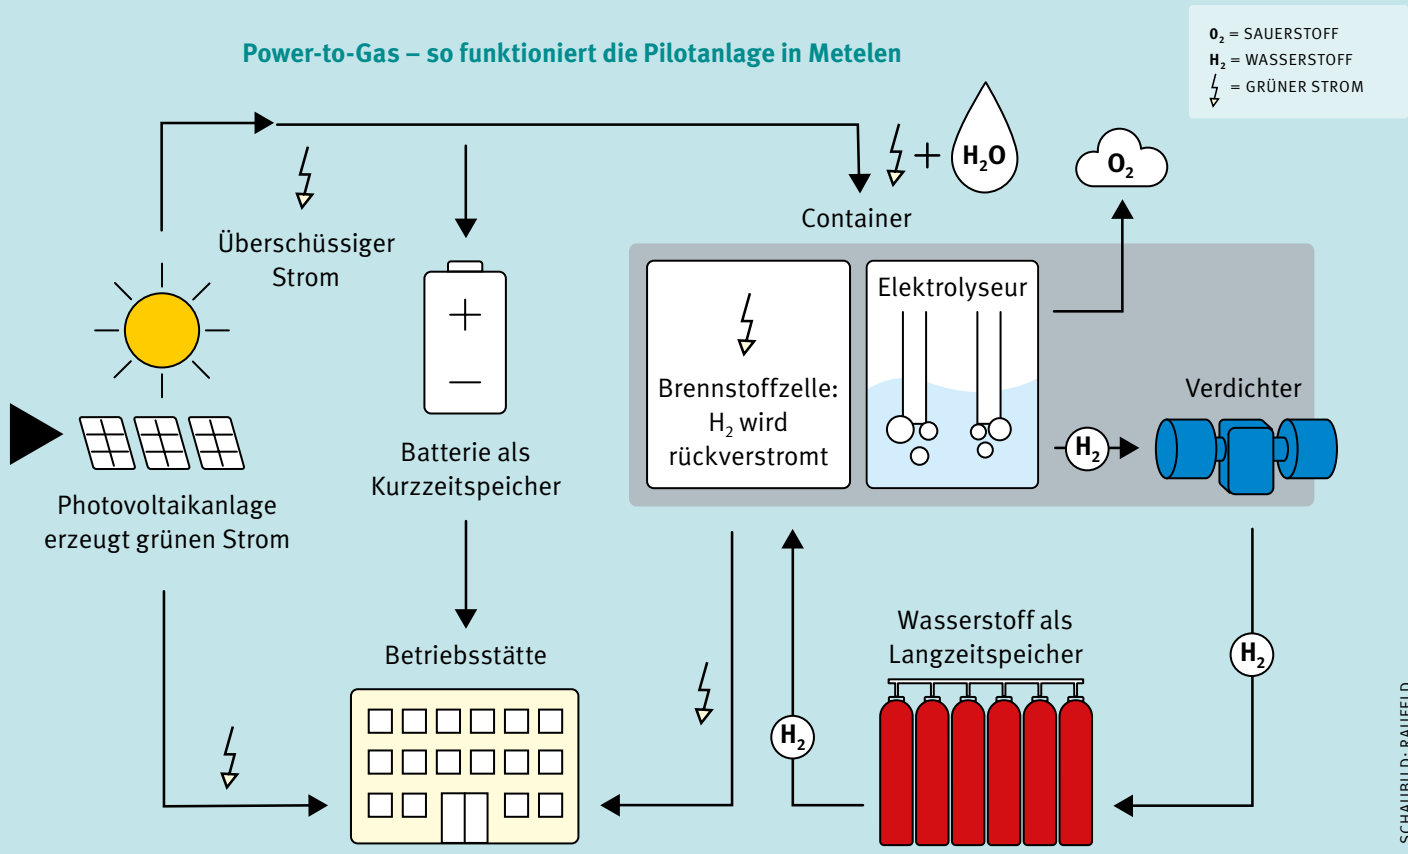 Power-to-Gas – so funktioniert die Pilotanlage in Metelen
O₂ = SAUERSTOFF
H₂ = WASSERSTOFF
= GRÜNER STROM
Überschüssiger
Strom
+
H₂O
O₂
Container
Photovoltaikanlage
erzeugt grünen Strom
+
–
Batterie als
Kurzzeitspeicher
Brennstoffzelle:
H₂ wird
rückverstromt
Elektrolyseur
H₂
Verdichter
Betriebsstätte
H₂
Wasserstoff als
Langzeitspeicher
H₂
SCHAUBILD: RAUFELD